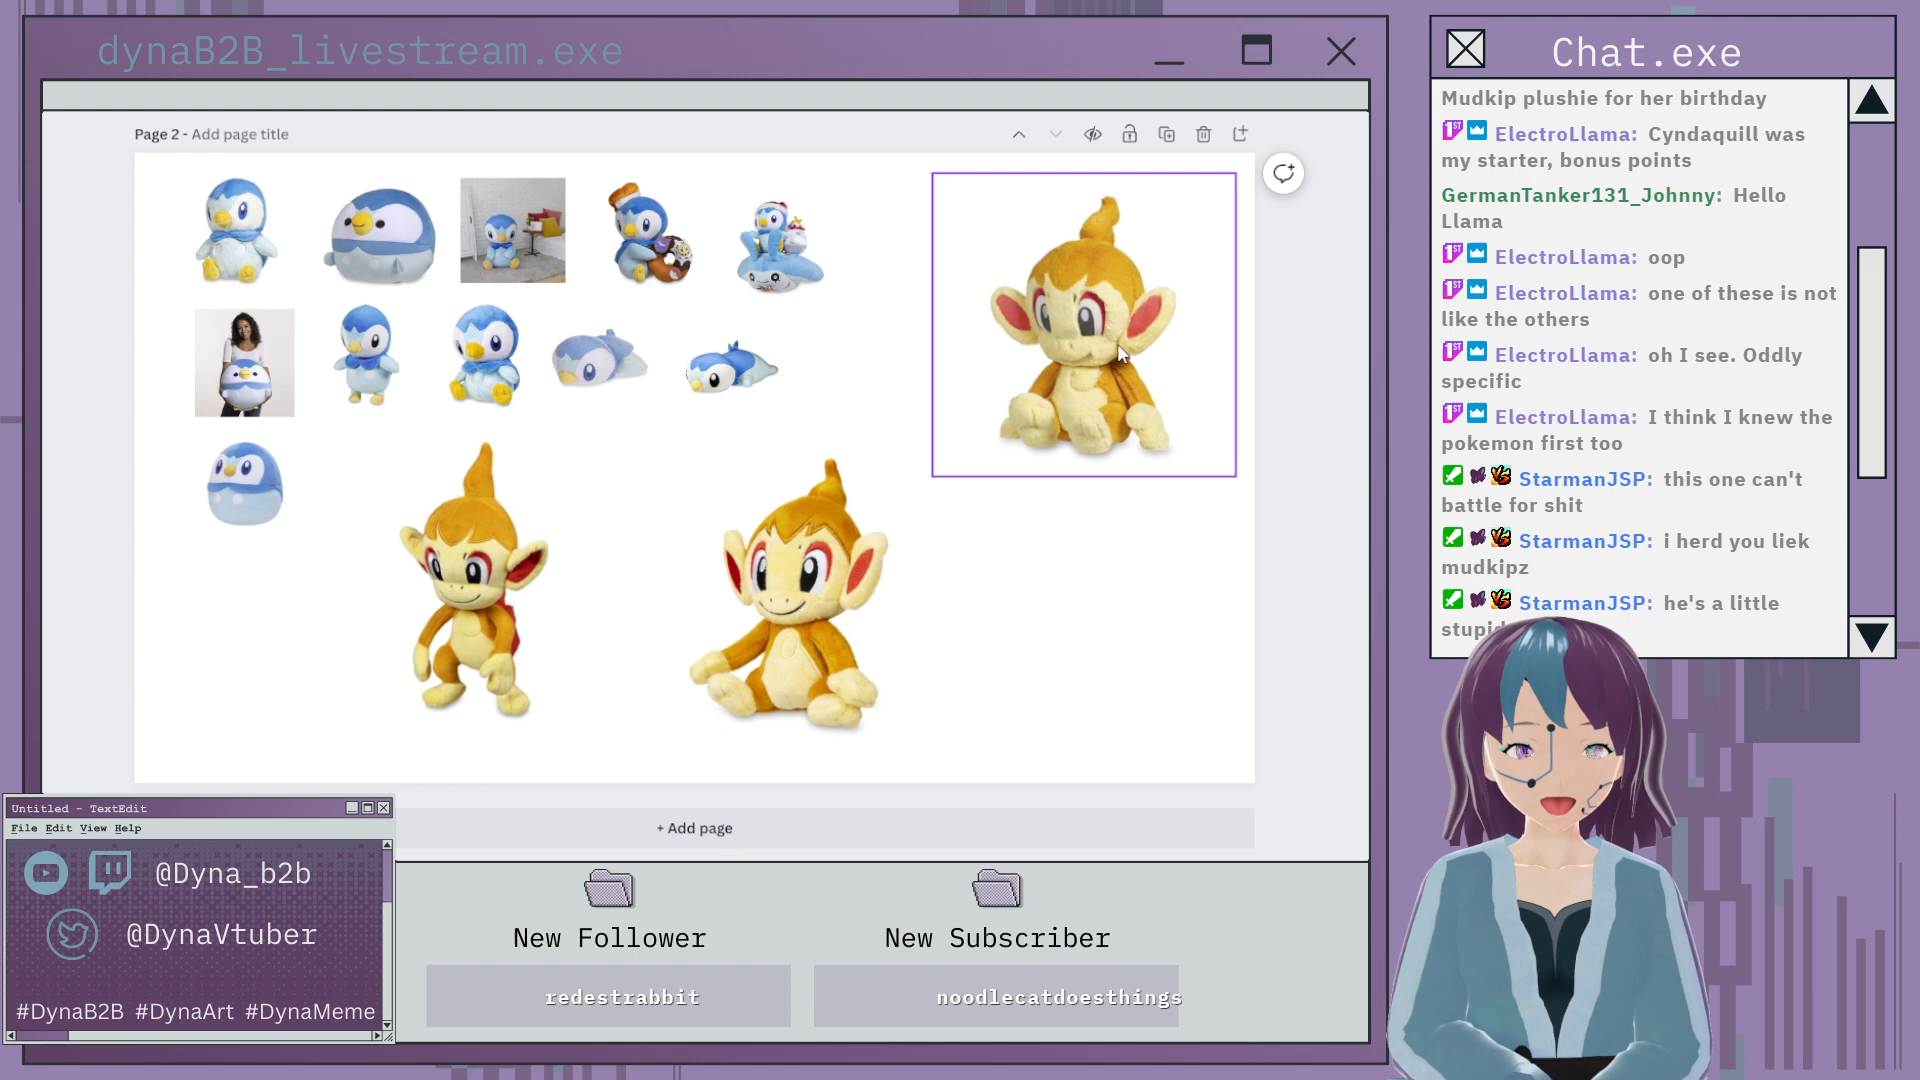 dynaB2B_livestream.exe
Page 2 - Add page title
+ Add page
Chat.exe
Mudkip plushie for her birthday
ElectroLlama: Cyndaquill was
my starter, bonus points
GermanTanker131_Johnny: Hello
Llama
ElectroLlama: oop
ElectroLlama: one of these is not
like the others
ElectroLlama: oh I see. Oddly
specific
ElectroLlama: I think I knew the
pokemon first too
StarmanJSP: this one can't
battle for shit
StarmanJSP: i herd you liek
mudkipz
StarmanJSP: he's a little
Untitled - TextEdit
File Edit View Help
@Dyna_b2b
@DynaVtuber
#DynaB2B #DynaArt #DynaMeme
New Follower
redestrabbit
New Subscriber
noodlecatdoesthings